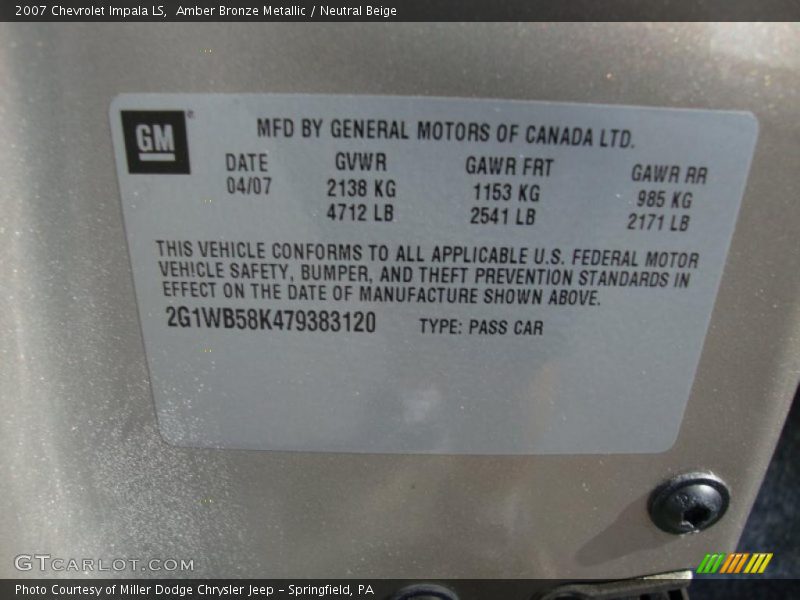 2007 Chevrolet Impala LS, Amber Bronze Metallic / Neutral Beige
GM
MFD BY GENERAL MOTORS OF CANADA LTD.
DATE GVWR GAWR FRT GAWR RR
04/07 2138 KG 1153 KG 985 KG
4712 LB 2541 LB 2171 LB
THIS VEHICLE CONFORMS TO ALL APPLICABLE U.S. FEDERAL MOTOR
VEHICLE SAFETY, BUMPER, AND THEFT PREVENTION STANDARDS IN
EFFECT ON THE DATE OF MANUFACTURE SHOWN ABOVE.
2G1WB58K479383120 TYPE: PASS CAR
GTCARLOT.COM
Photo Courtesy of Miller Dodge Chrysler Jeep – Springfield, PA